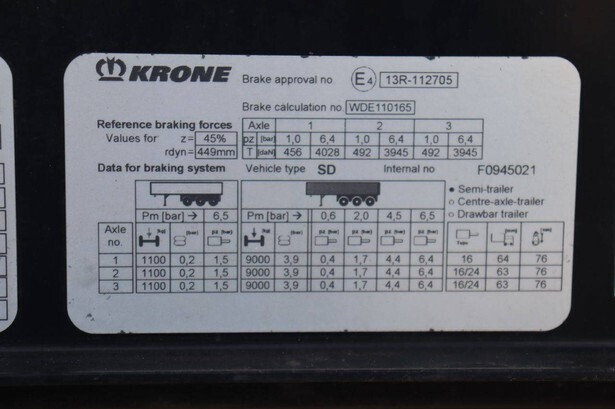 KRONE
Brake approval no. E4 13R-112705
Brake calculation no. WDE110165
Reference braking forces Axle 1 2 3
Values for z= 45% pz [bar] 1,0 6,4 1,0 6,4 1,0 6,4
rdyn= 449mm T [daN] 456 4028 492 3945 492 3945
Data for braking system Vehicle type SD Internal no F0945021
Semi-trailer
Centre-axle-trailer
Drawbar trailer
Pm [bar] → 6,5 Pm [bar] → 0,6 2,0 4,5 6,5
Axle no.
1 1100 0,2 1,5 9000 3,9 0,4 1,7 4,4 6,4 16 64 76
2 1100 0,2 1,5 9000 3,9 0,4 1,7 4,4 6,4 16/24 63 76
3 1100 0,2 1,5 9000 3,9 0,4 1,7 4,4 6,4 16/24 63 76